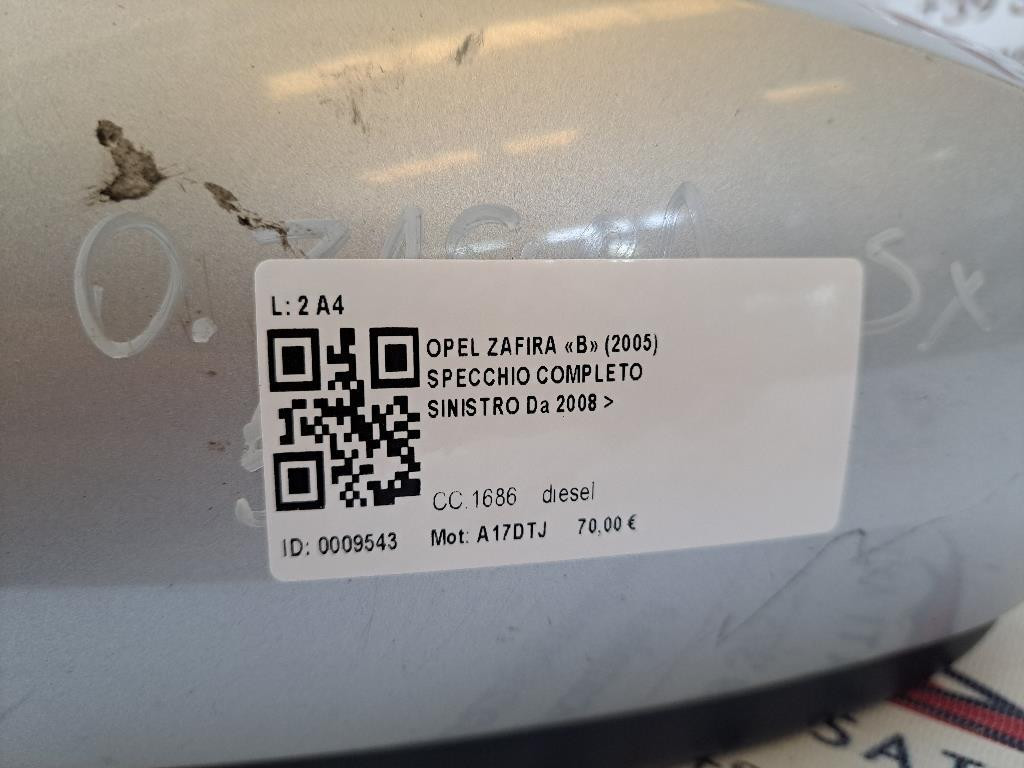 L: 2 A4
OPEL ZAFIRA «B» (2005)
SPECCHIO COMPLETO
SINISTRO Da 2008 >
CC.1686 diesel
ID: 0009543 Mot: A17DTJ 70,00 €
O. Sx